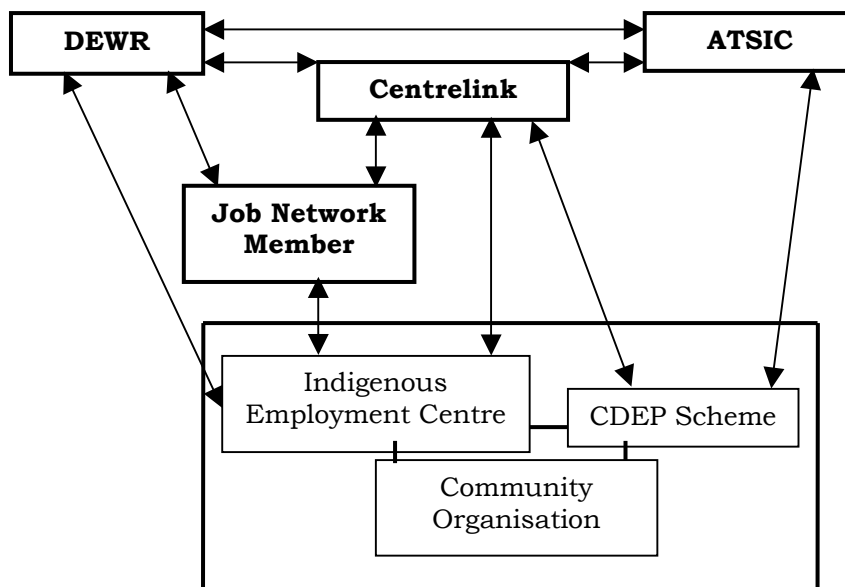 DEWR
ATSIC
Centrelink
Job Network
Member
Indigenous
Employment Centre
CDEP Scheme
Community
Organisation